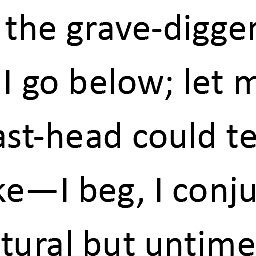 the grave-digger
I go below; let m
ast-head could te
ke—I beg, I conju
tural but untime